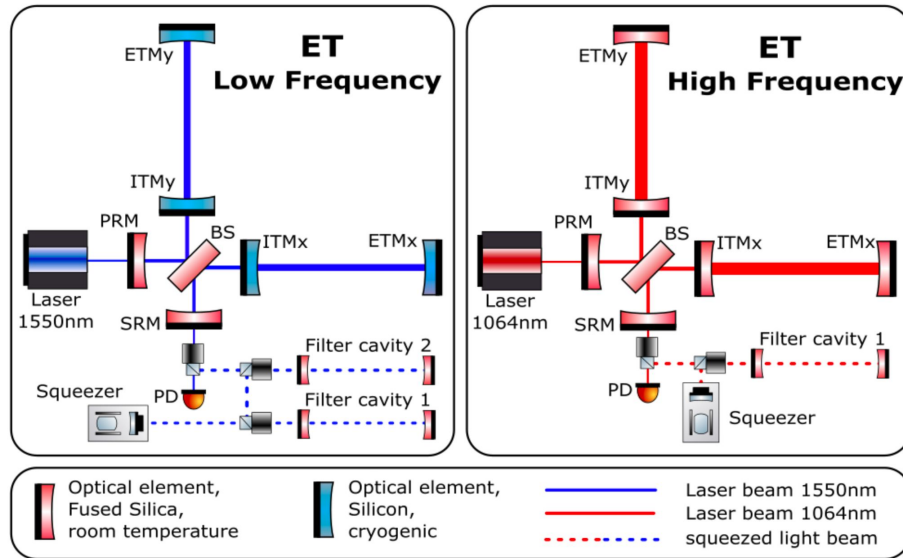 ET
Low Frequency
ETMy
ITMy
PRM
BS
ITMx
ETMx
Laser
1550nm
SRM
Filter cavity 2
PD
Squeezer
Filter cavity 1
ET
High Frequency
ETMy
ITMy
PRM
BS
ITMx
ETMx
Laser
1064nm
SRM
Filter cavity 1
PD
Squeezer
Optical element,
Fused Silica,
room temperature
Optical element,
Silicon,
cryogenic
Laser beam 1550nm
Laser beam 1064nm
squeezed light beam